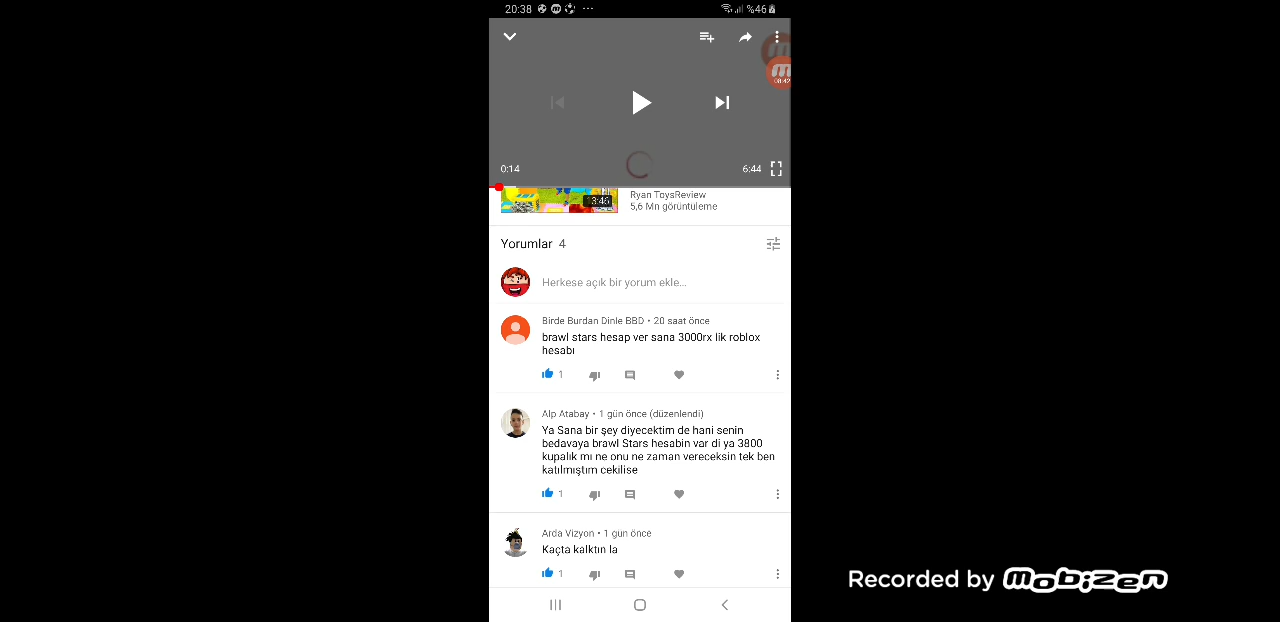 20:38 %46
08:42
0:14 6:44
13:46
Ryan ToysReview
5,6 Mn görüntüleme
Yorumlar 4
Herkese açık bir yorum ekle...
Birde Burdan Dinle BBD • 20 saat önce
brawl stars hesap ver sana 3000rx lik roblox
hesabı
1
Alp Atabay • 1 gün önce (düzenlendi)
Ya Sana bir şey diyecektim de hani senin
bedavaya brawl Stars hesabin var di ya 3800
kupalık mı ne onu ne zaman vereceksin tek ben
katılmıştım cekilise
1
Arda Vizyon • 1 gün önce
Kaçta kalktın la
1
Recorded by mobizen